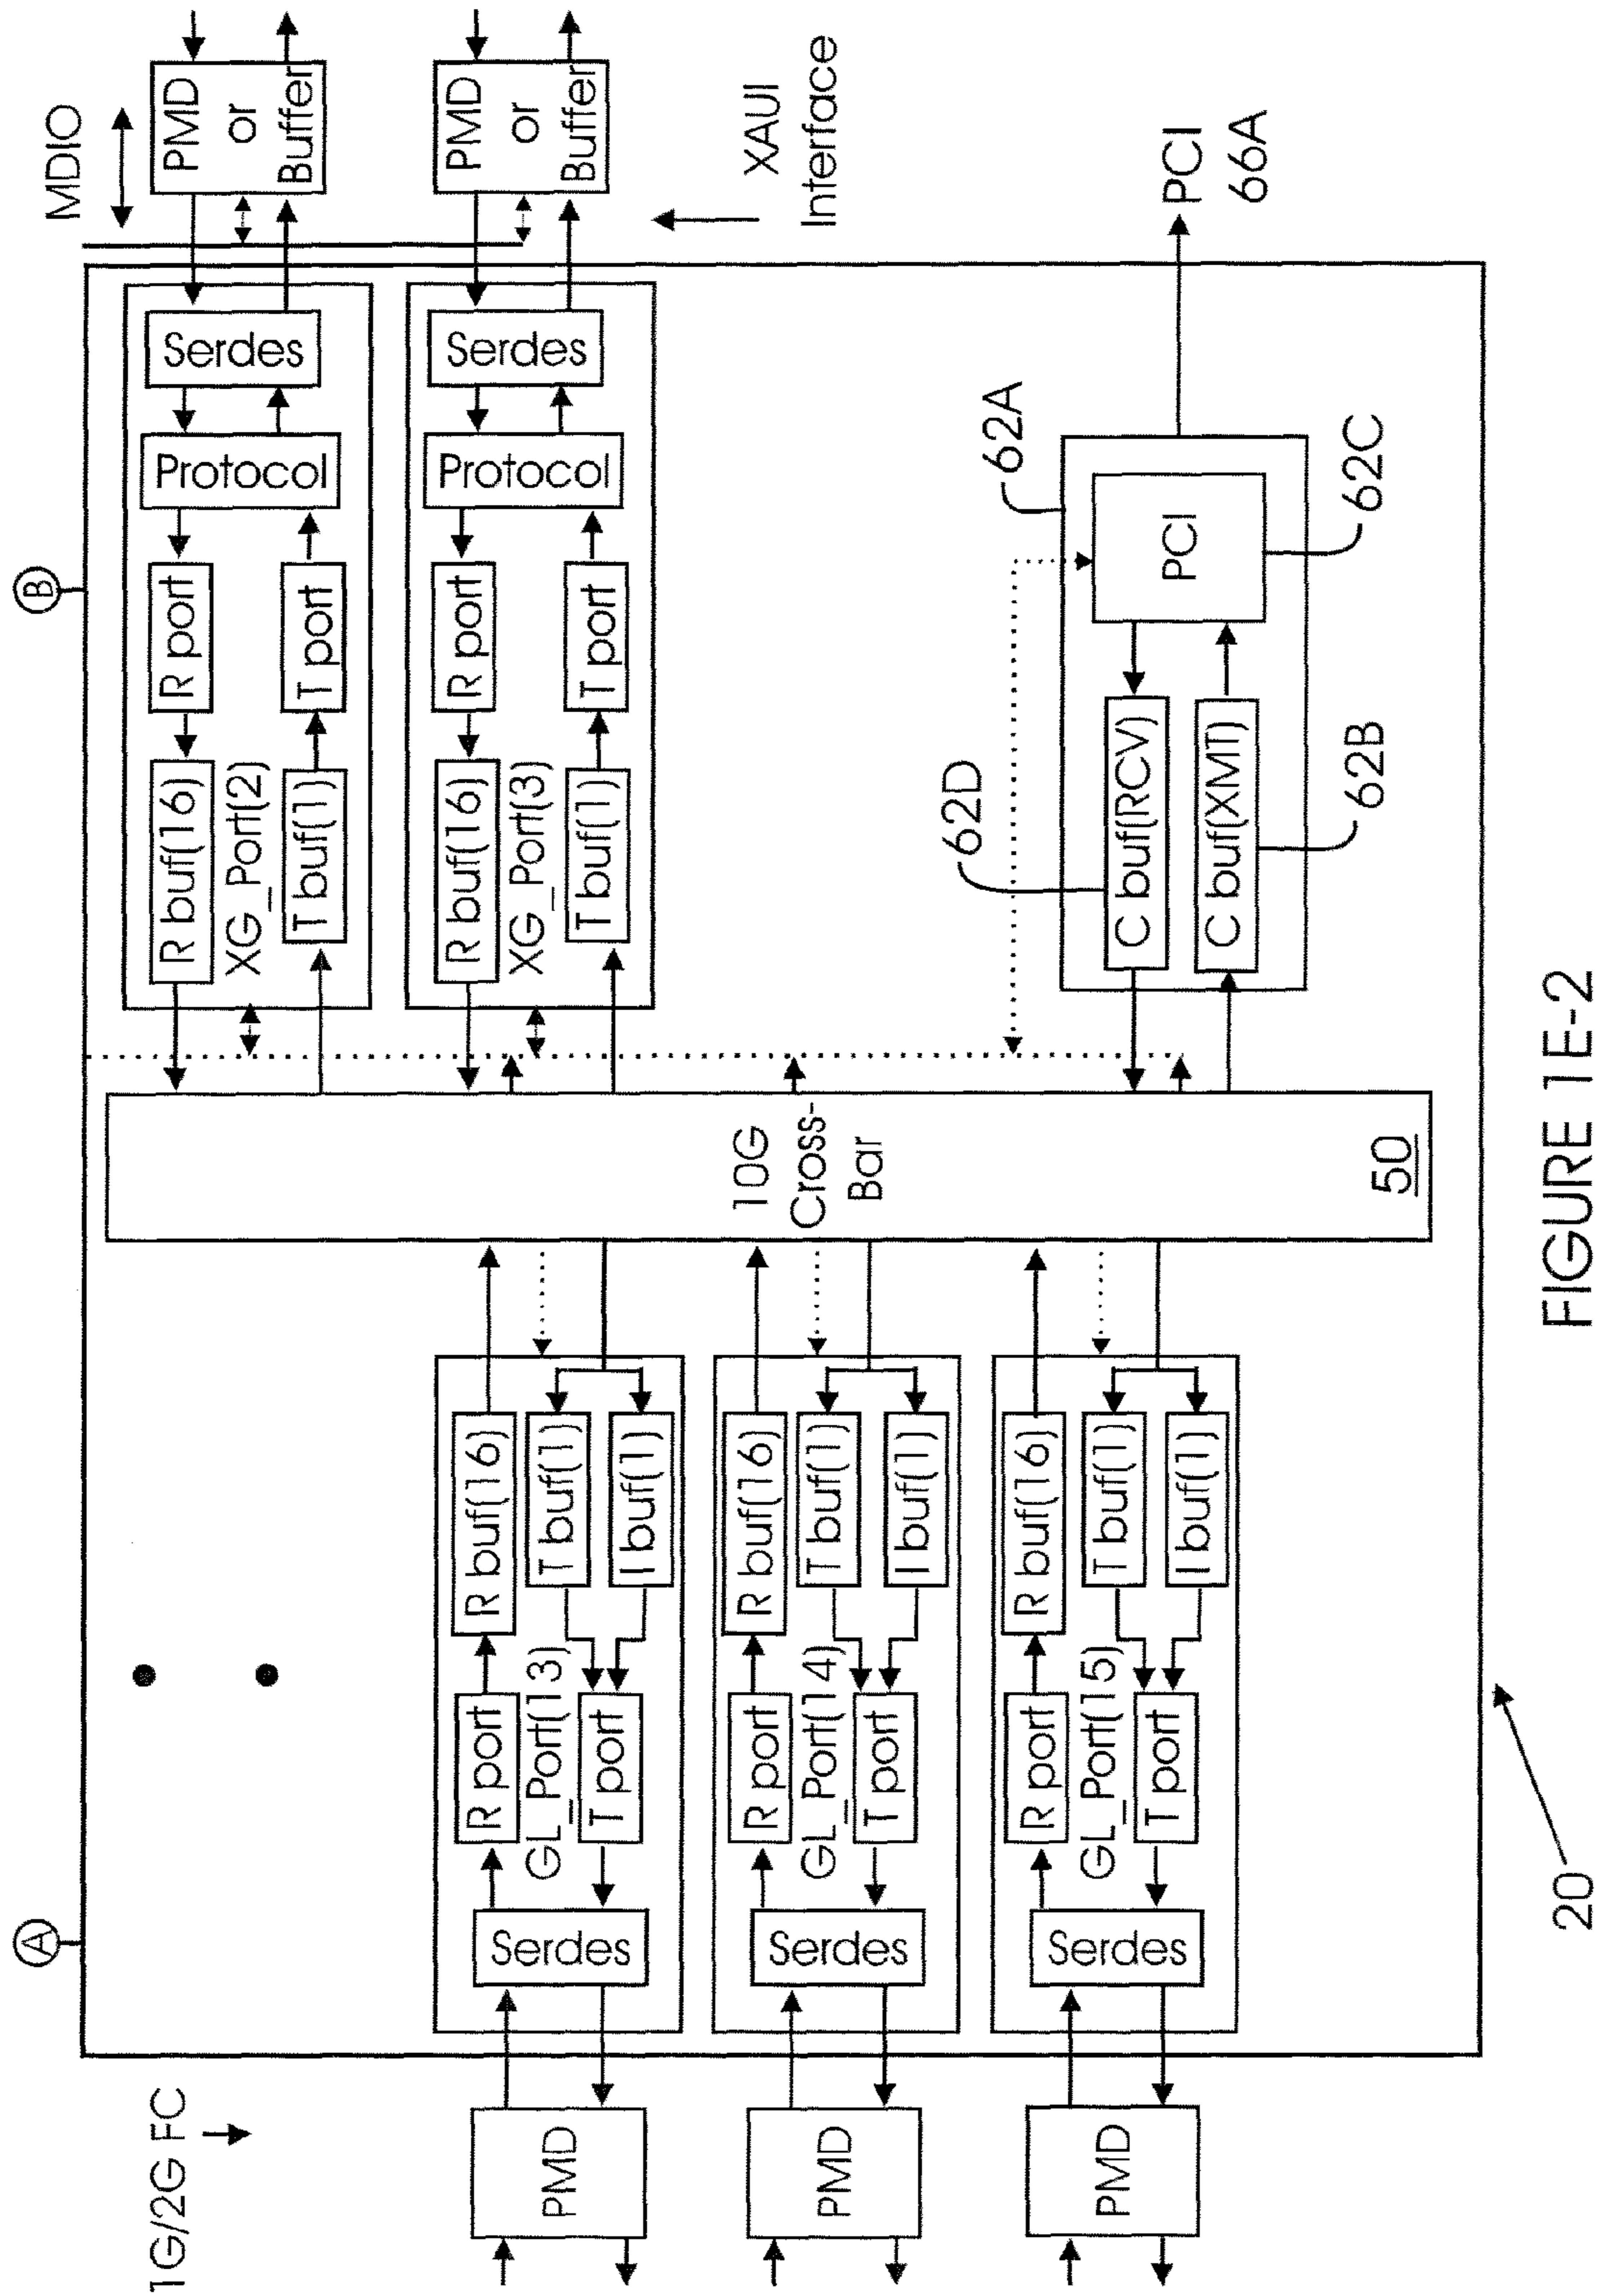 1G/2G FC
A
B
MDIO
PMD
or
Buffer
Serdes
Protocol
R port
T port
R buf(16)
XG_Port(2)
T buf(1)
PMD
or
Buffer
Serdes
Protocol
R port
T port
R buf(16)
XG_Port(3)
T buf(1)
XAUI
Interface
PMD
Serdes
R port
GL_Port(13)
T port
R buf(16)
T buf(1)
I buf(1)
PMD
Serdes
R port
GL_Port(14)
T port
R buf(16)
T buf(1)
I buf(1)
PMD
Serdes
R port
GL_Port(15)
T port
R buf(16)
T buf(1)
I buf(1)
10G
Cross-
Bar
50
62D
62A
C buf(RCV)
C buf(XMT)
PCI
62B
62C
PCI
66A
20
FIGURE 1E-2